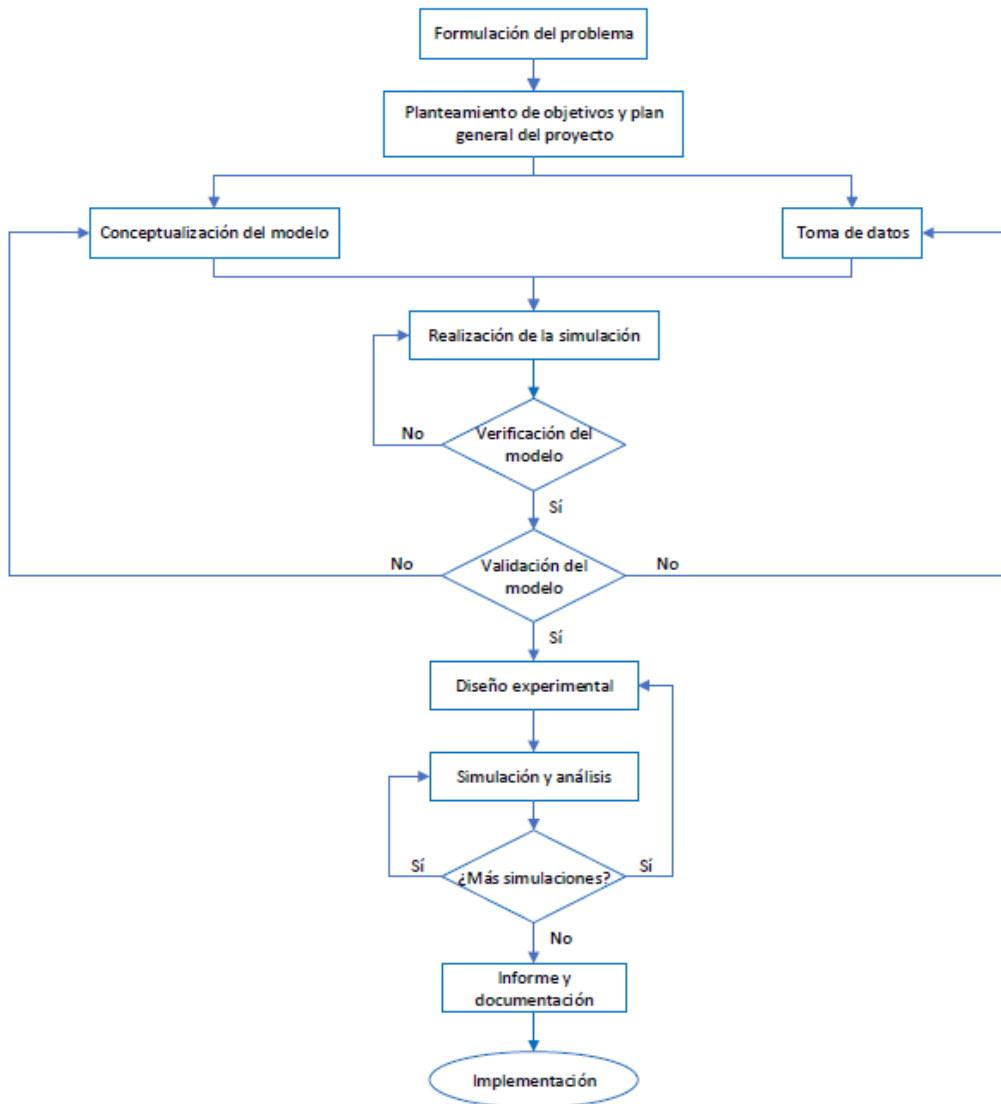 Formulación del problema
Planteamiento de objetivos y plan
general del proyecto
Conceptualización del modelo
Toma de datos
Realización de la simulación
No
Verificación del
modelo
Sí
No
Validación del
modelo
No
Sí
Diseño experimental
Simulación y análisis
Sí
¿Más simulaciones?
Sí
No
Informe y
documentación
Implementación